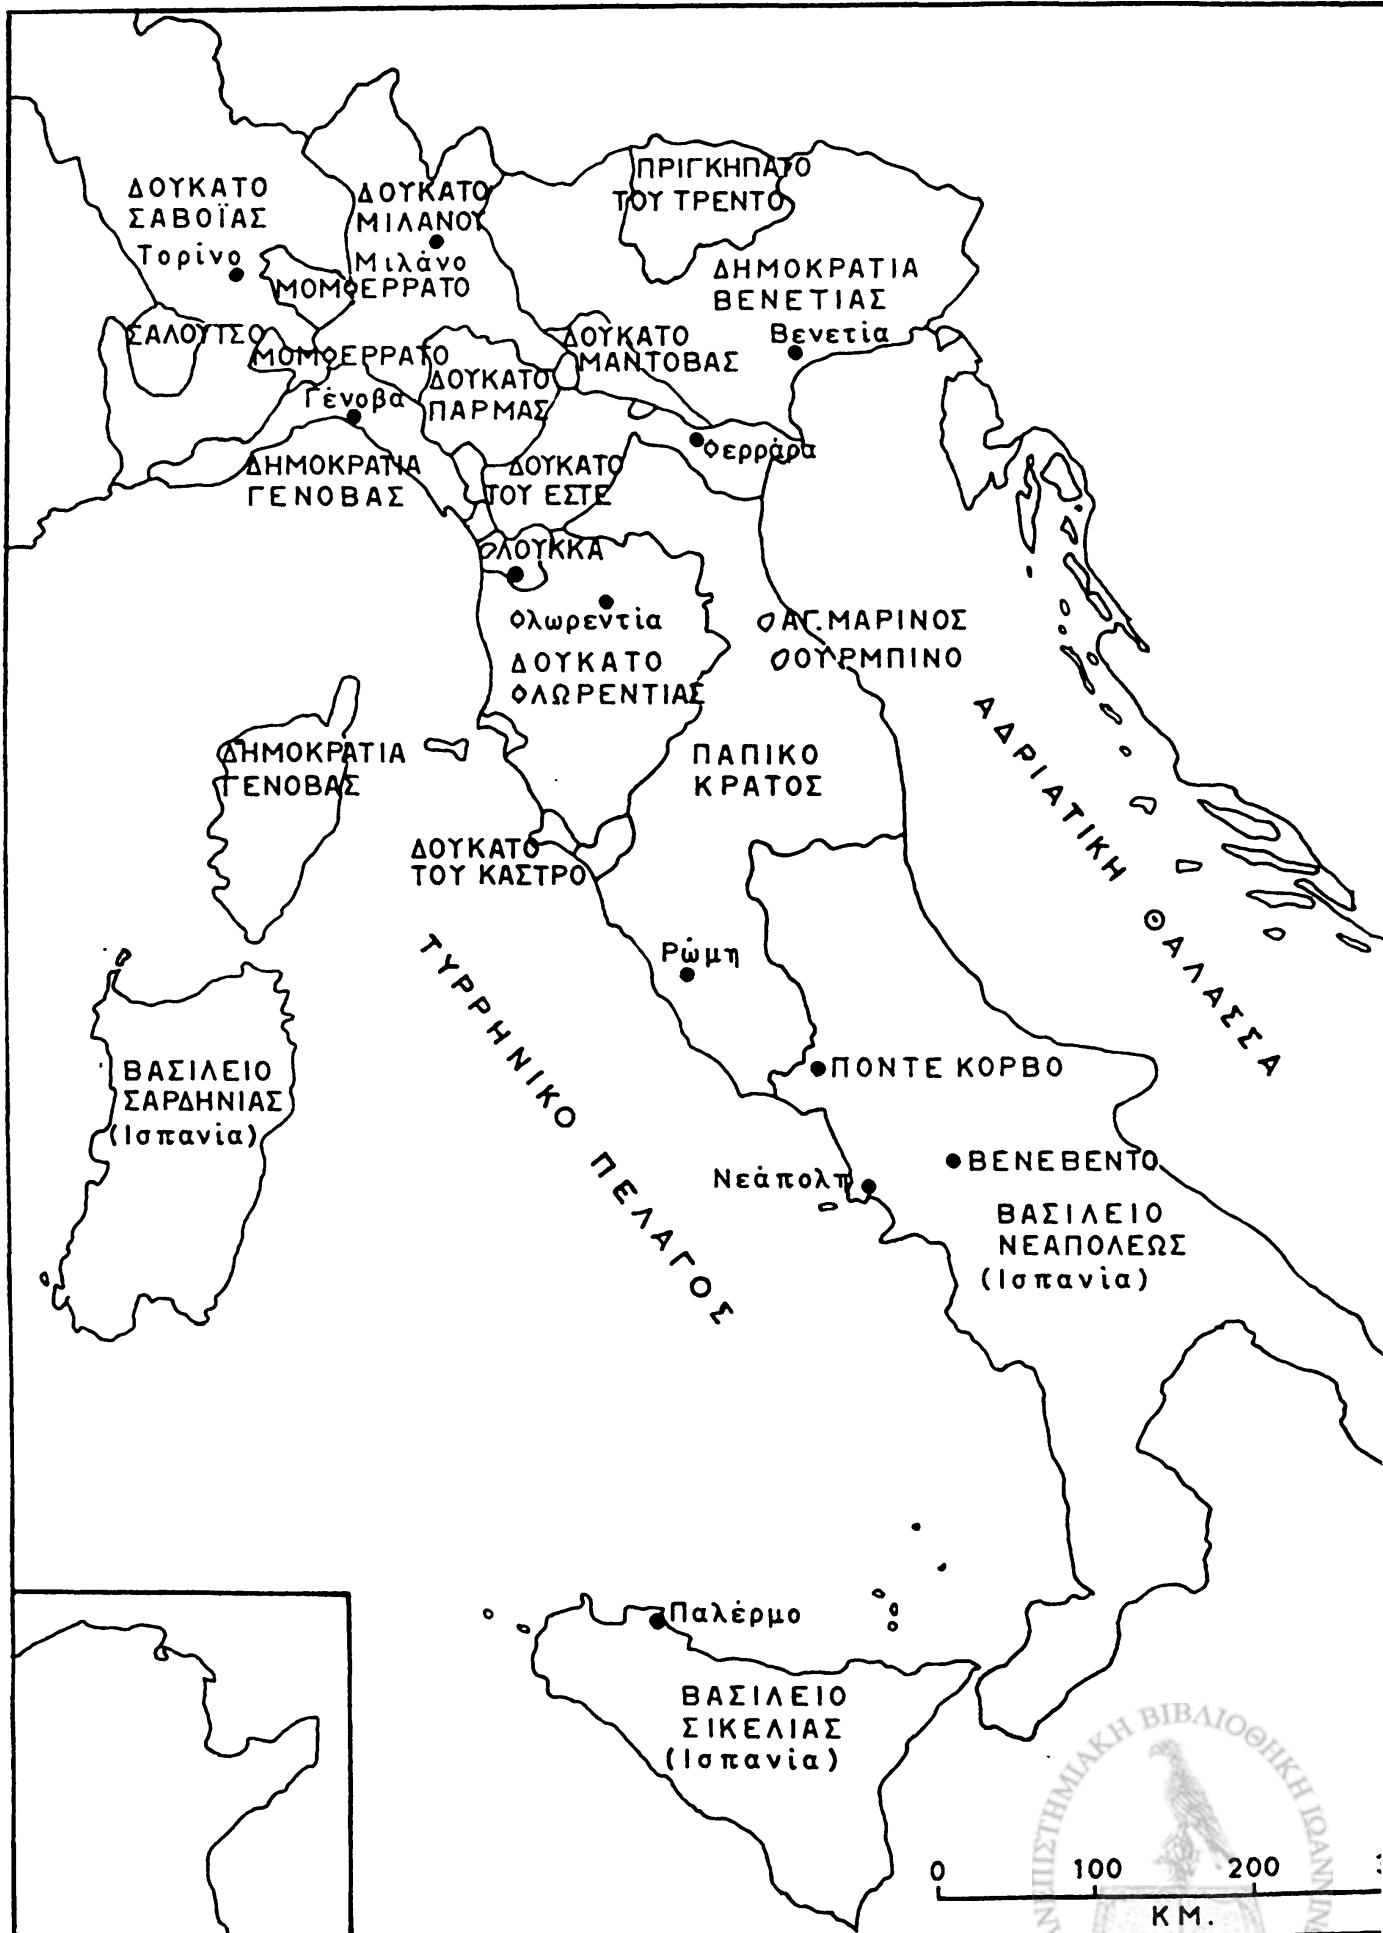 ΠΡΙΓΚΗΠΑΤΟ
ΤΟΥ ΤΡΕΝΤΟ
ΔΟΥΚΑΤΟ
ΣΑΒΟΪΑΣ
Τορίνο
ΔΟΥΚΑΤΟ
ΜΙΛΑΝΟΥ
Μιλάνο
ΜΟΜΦΕΡΡΑΤΟ
ΔΗΜΟΚΡΑΤΙΑ
ΒΕΝΕΤΙΑΣ
Βενετία
ΣΑΛΟΥΤΣΟ
ΜΟΜΦΕΡΡΑΤΟ
ΔΟΥΚΑΤΟ
ΜΑΝΤΟΒΑΣ
ΔΟΥΚΑΤΟ
ΠΑΡΜΑΣ
Γένοβα
Φερράρα
ΔΗΜΟΚΡΑΤΙΑ
ΓΕΝΟΒΑΣ
ΔΟΥΚΑΤΟ
ΤΟΥ ΕΣΤΕ
ΛΟΥΚΚΑ
Φλωρεντία
ΔΟΥΚΑΤΟ
ΦΛΩΡΕΝΤΙΑΣ
ΑΓ.ΜΑΡΙΝΟΣ
ΟΥΡΜΠΙΝΟ
ΔΗΜΟΚΡΑΤΙΑ
ΓΕΝΟΒΑΣ
ΠΑΠΙΚΟ
ΚΡΑΤΟΣ
ΑΔΡΙΑΤΙΚΗ ΘΑΛΑΣΣΑ
ΔΟΥΚΑΤΟ
ΤΟΥ ΚΑΣΤΡΟ
Ρώμη
ΤΥΡΡΗΝΙΚΟ ΠΕΛΑΓΟΣ
ΒΑΣΙΛΕΙΟ
ΣΑΡΔΗΝΙΑΣ
(Ισπανία)
ΠΟΝΤΕ ΚΟΡΒΟ
ΒΕΝΕΒΕΝΤΟ
Νεάπολη
ΒΑΣΙΛΕΙΟ
ΝΕΑΠΟΛΕΩΣ
(Ισπανία)
Παλέρμο
ΒΑΣΙΛΕΙΟ
ΣΙΚΕΛΙΑΣ
(Ισπανία)
0 100 200
ΚΜ.
ΒΙΒΛΙΟΘΗΚΗ